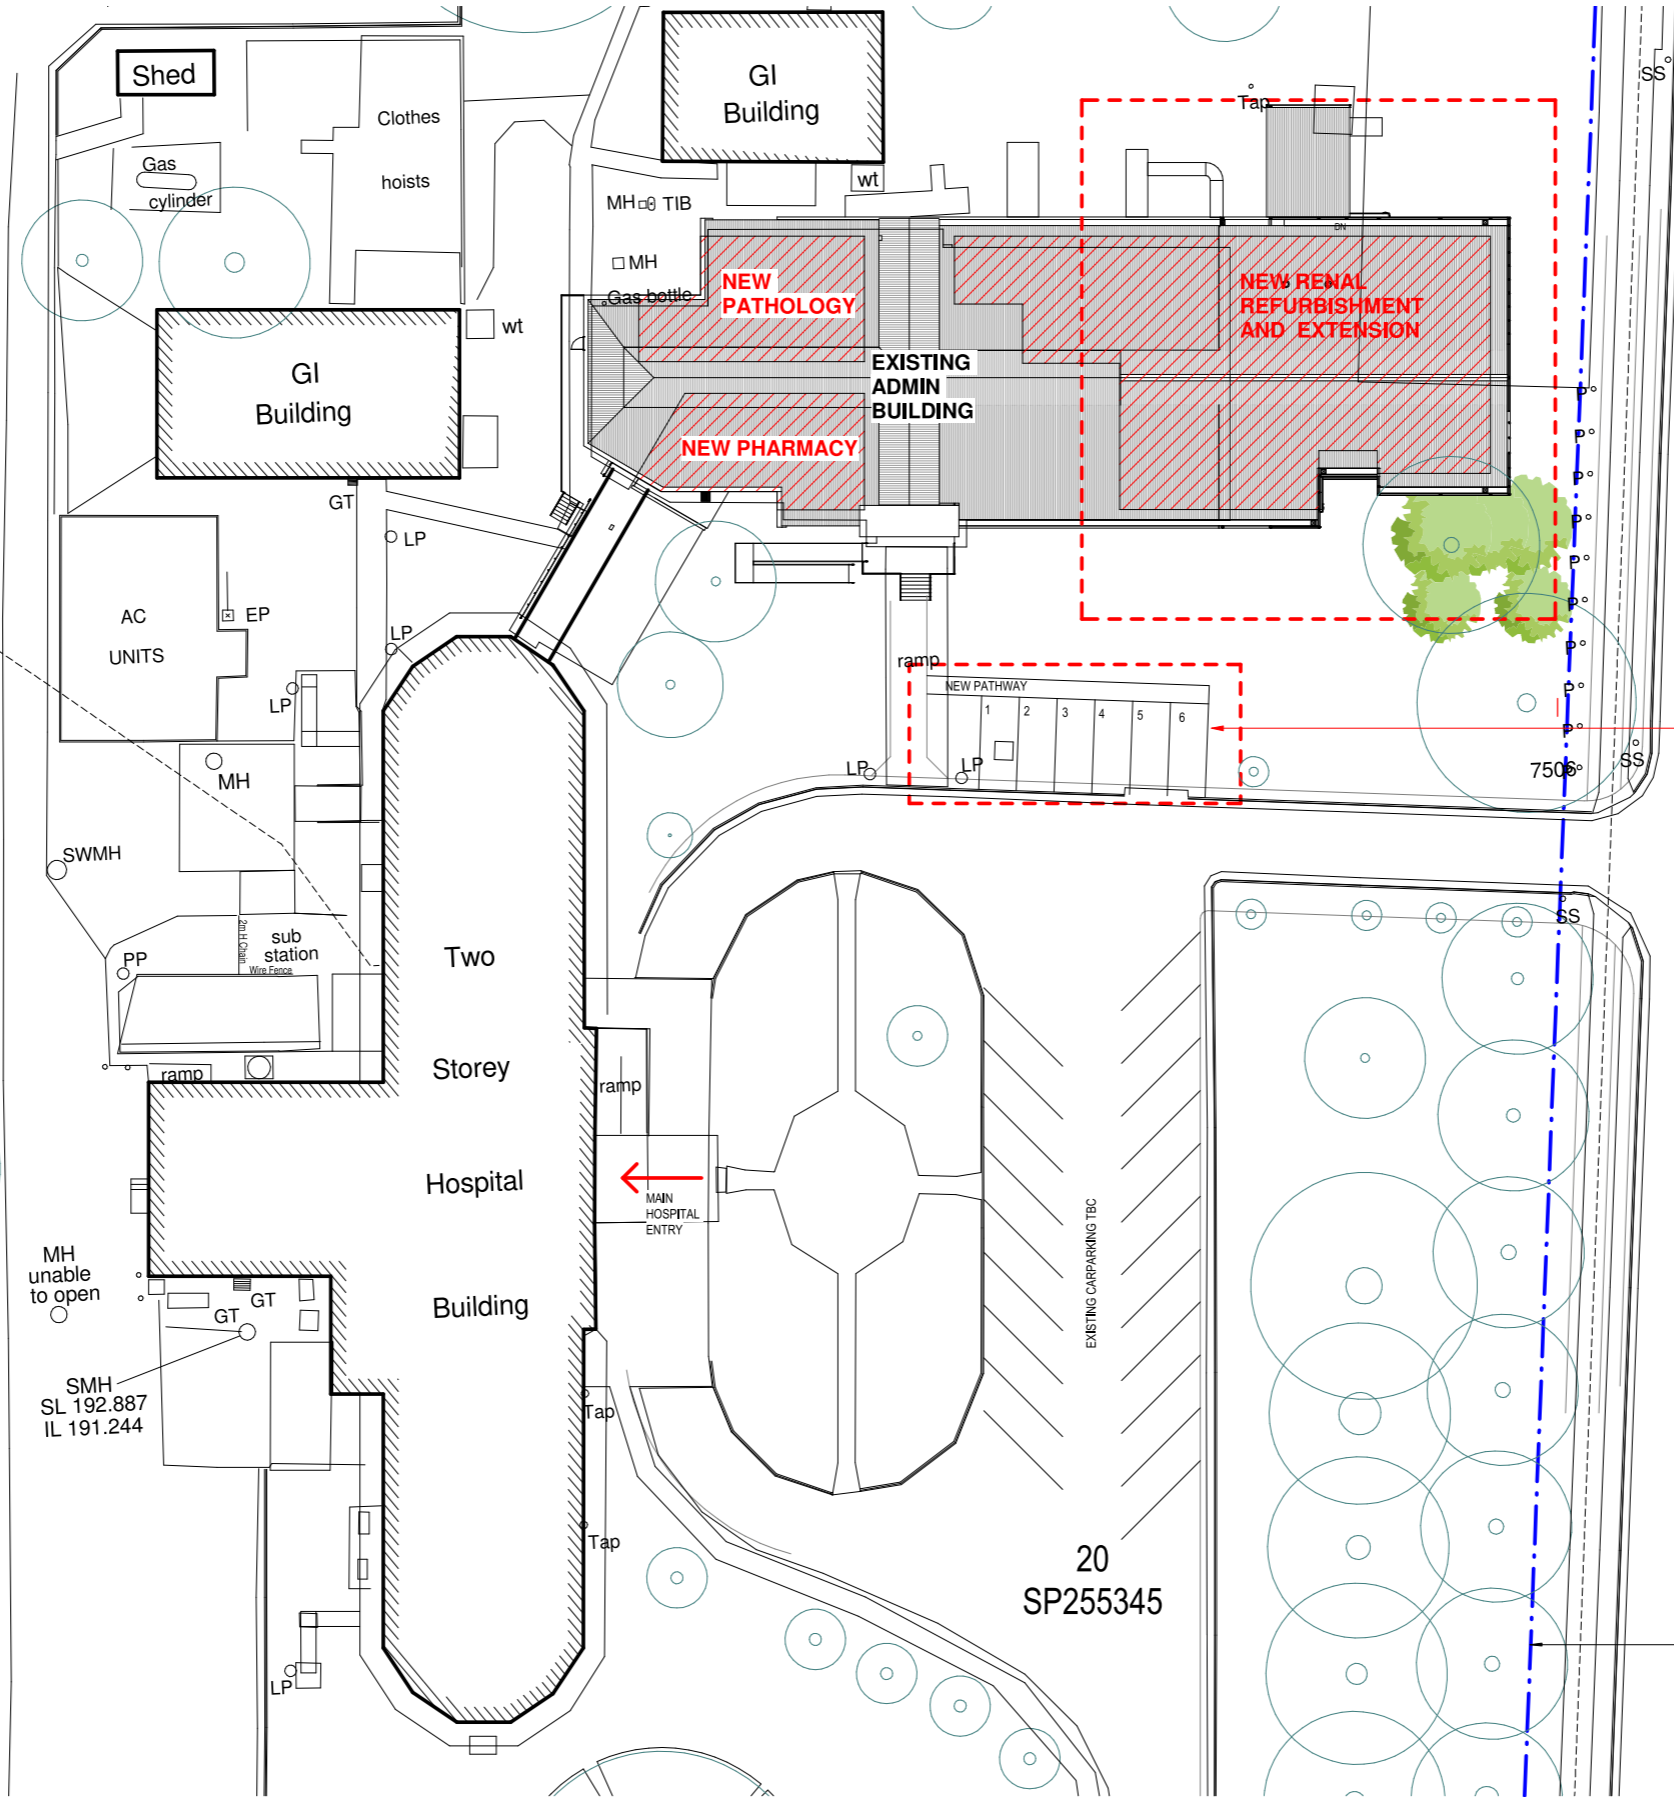 Shed
Clothes
hoists
Gas
cylinder
GI
Building
wt
MH
TIB
MH
Gas bottle
Tap
SS
DN
NEW
PATHOLOGY
NEW RENAL
REFURBISHMENT
AND EXTENSION
EXISTING
ADMIN
BUILDING
NEW PHARMACY
GI
Building
wt
GT
LP
AC
UNITS
EP
LP
LP
MH
SWMH
PP
2m H.Chain
Wire Fence
sub
station
ramp
P
P
P
P
P
P
P
P
P
ramp
NEW PATHWAY
1
2
3
4
5
6
LP
LP
7506
SS
SS
Two
Storey
Hospital
Building
ramp
MAIN
HOSPITAL
ENTRY
EXISTING CARPARKING TBC
MH
unable
to open
GT
GT
SMH
SL 192.887
IL 191.244
Tap
Tap
LP
20
SP255345